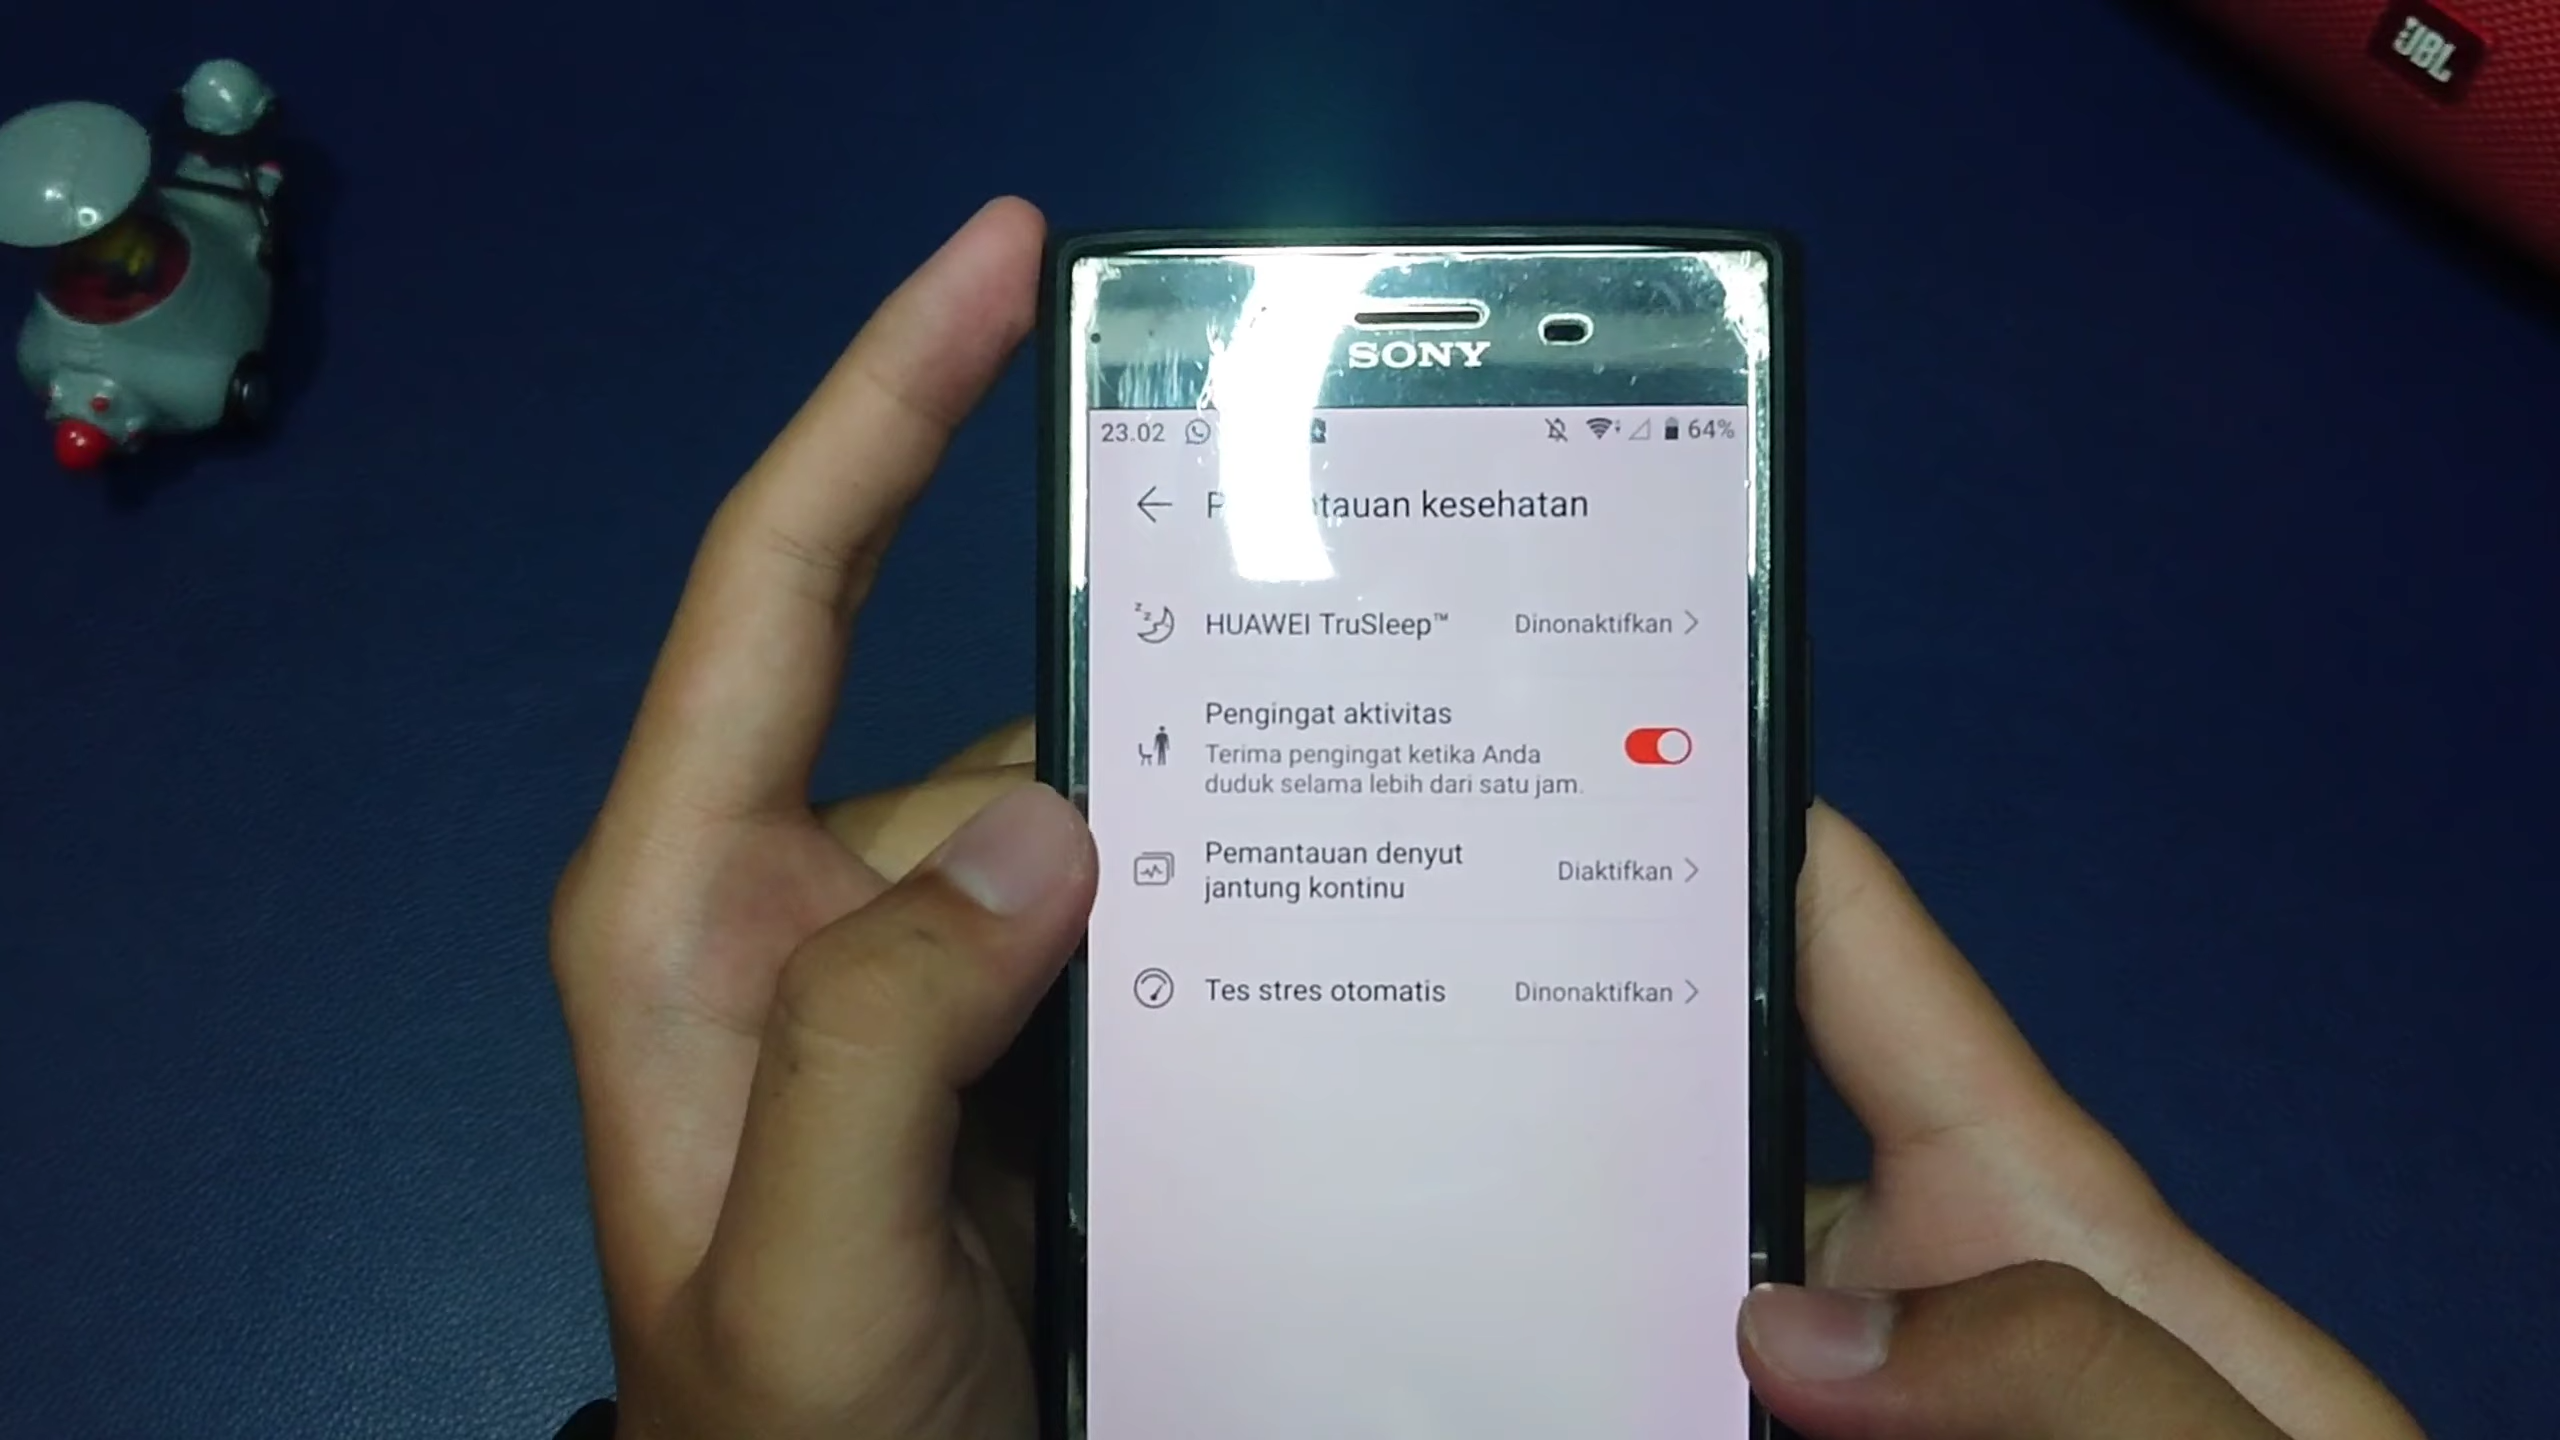 JBL
SONY
23.02
64%
tauan kesehatan
HUAWEI TruSleep™
Dinonaktifkan
Pengingat aktivitas
Terima pengingat ketika Anda
duduk selama lebih dari satu jam.
Pemantauan denyut
jantung kontinu
Diaktifkan
Tes stres otomatis
Dinonaktifkan